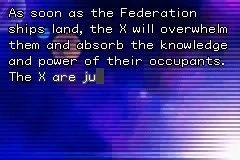 As soon as the Federation
ships land, the X will overwhelm
them and absorb the knowledge
and power of their occupants.
The X are ju